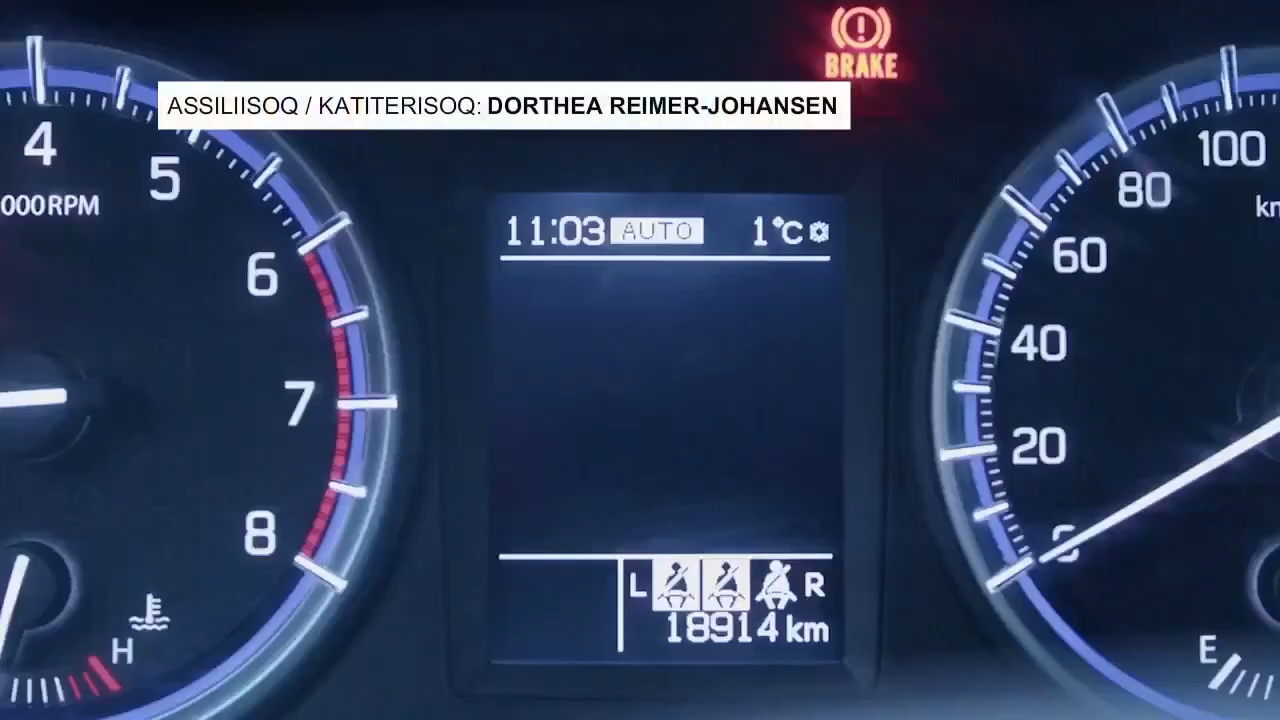 BRAKE
ASSILIISOQ / KATITERISOQ: DORTHEA REIMER-JOHANSEN
4
5
6
7
8
000 RPM
H
11:03 AUTO 1°C
L R
18914 km
100
80
60
40
20
E